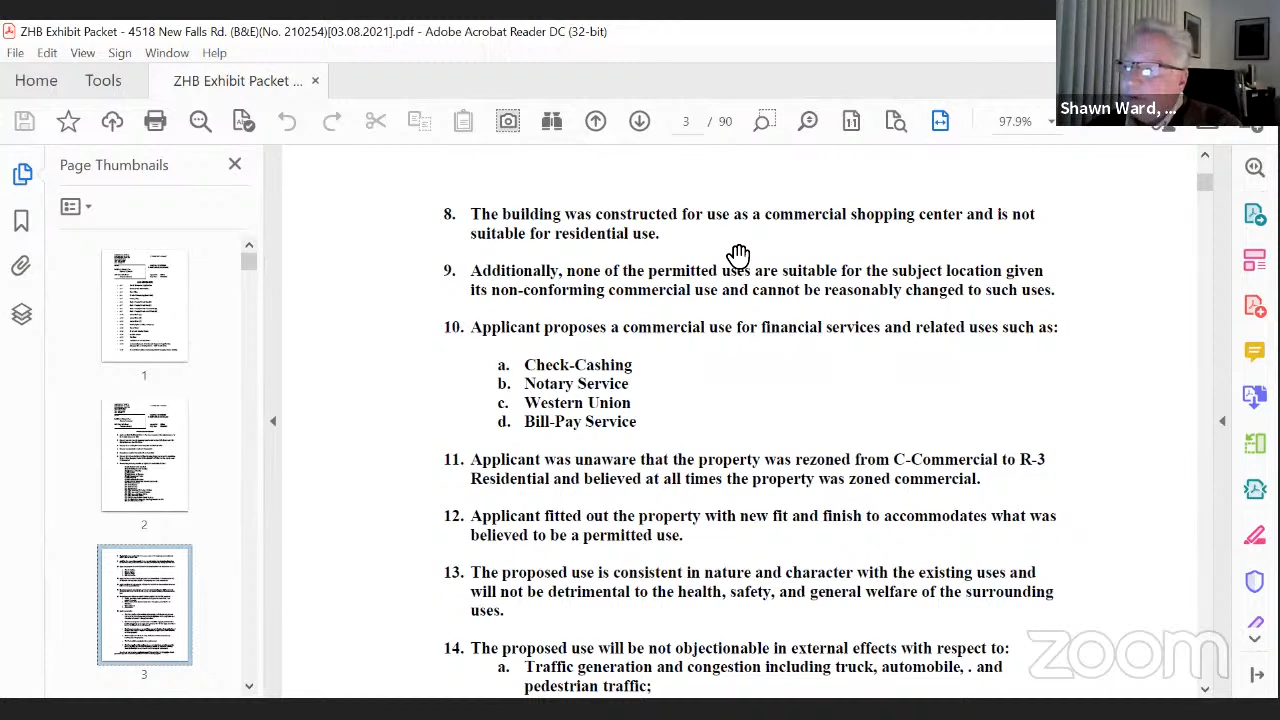 ZHB Exhibit Packet - 4518 New Falls Rd. (B&E)(No. 210254)[03.08.2021].pdf - Adobe Acrobat Reader DC (32-bit)
File Edit View Sign Window Help
Home Tools ZHB Exhibit Packet ... ×
3 / 90 97.9%
Shawn Ward, ...
Page Thumbnails
1
2
3
8. The building was constructed for use as a commercial shopping center and is not
suitable for residential use.
9. Additionally, none of the permitted uses are suitable for the subject location given
its non-conforming commercial use and cannot be reasonably changed to such uses.
10. Applicant proposes a commercial use for financial services and related uses such as:
a. Check-Cashing
b. Notary Service
c. Western Union
d. Bill-Pay Service
11. Applicant was unaware that the property was rezoned from C-Commercial to R-3
Residential and believed at all times the property was zoned commercial.
12. Applicant fitted out the property with new fit and finish to accommodates what was
believed to be a permitted use.
13. The proposed use is consistent in nature and character with the existing uses and
will not be detrimental to the health, safety, and general welfare of the surrounding
uses.
14. The proposed use will be not objectionable in external effects with respect to:
a. Traffic generation and congestion including truck, automobile, . and
pedestrian traffic;
zoom